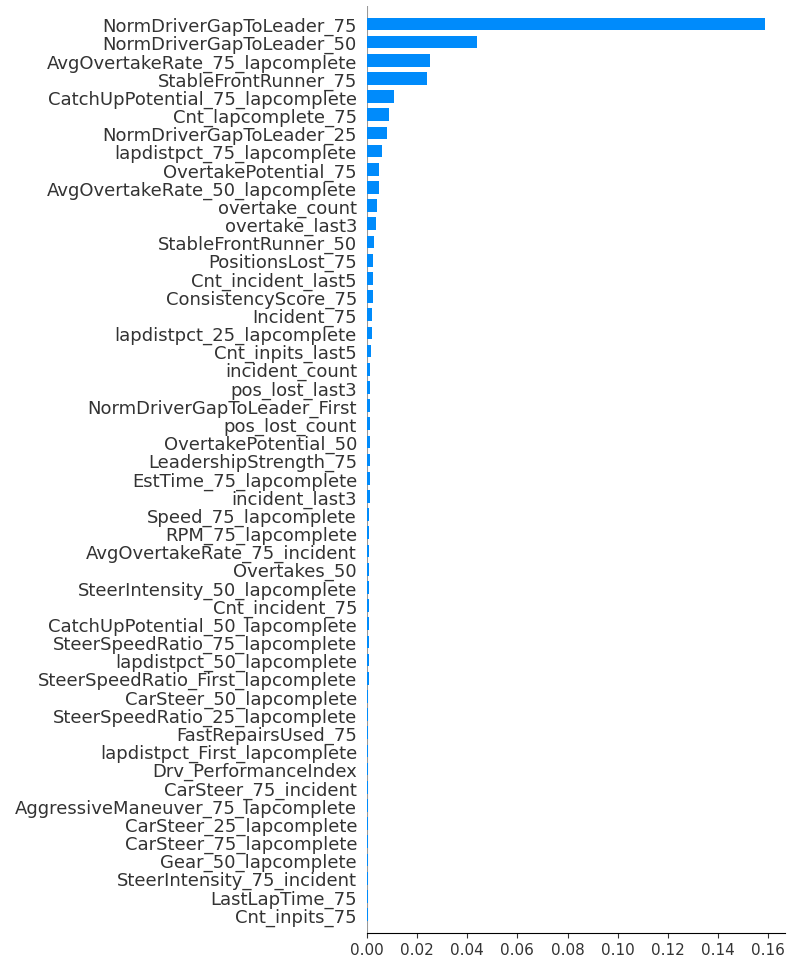 NormDriverGapToLeader_75
NormDriverGapToLeader_50
AvgOvertakeRate_75_lapcomplete
StableFrontRunner_75
CatchUpPotential_75_lapcomplete
Cnt_lapcomplete_75
NormDriverGapToLeader_25
lapdistpct_75_lapcomplete
OvertakePotential_75
AvgOvertakeRate_50_lapcomplete
overtake_count
overtake_last3
StableFrontRunner_50
PositionsLost_75
Cnt_incident_last5
ConsistencyScore_75
Incident_75
lapdistpct_25_lapcomplete
Cnt_inpits_last5
incident_count
pos_lost_last3
NormDriverGapToLeader_First
pos_lost_count
OvertakePotential_50
LeadershipStrength_75
EstTime_75_lapcomplete
incident_last3
Speed_75_lapcomplete
RPM_75_lapcomplete
AvgOvertakeRate_75_incident
Overtakes_50
SteerIntensity_50_lapcomplete
Cnt_incident_75
CatchUpPotential_50_lapcomplete
SteerSpeedRatio_75_lapcomplete
lapdistpct_50_lapcomplete
SteerSpeedRatio_First_lapcomplete
CarSteer_50_lapcomplete
SteerSpeedRatio_25_lapcomplete
FastRepairsUsed_75
lapdistpct_First_lapcomplete
Drv_PerformanceIndex
CarSteer_75_incident
AggressiveManeuver_75_lapcomplete
CarSteer_25_lapcomplete
CarSteer_75_lapcomplete
Gear_50_lapcomplete
SteerIntensity_75_incident
LastLapTime_75
Cnt_inpits_75
0.00 0.02 0.04 0.06 0.08 0.10 0.12 0.14 0.16